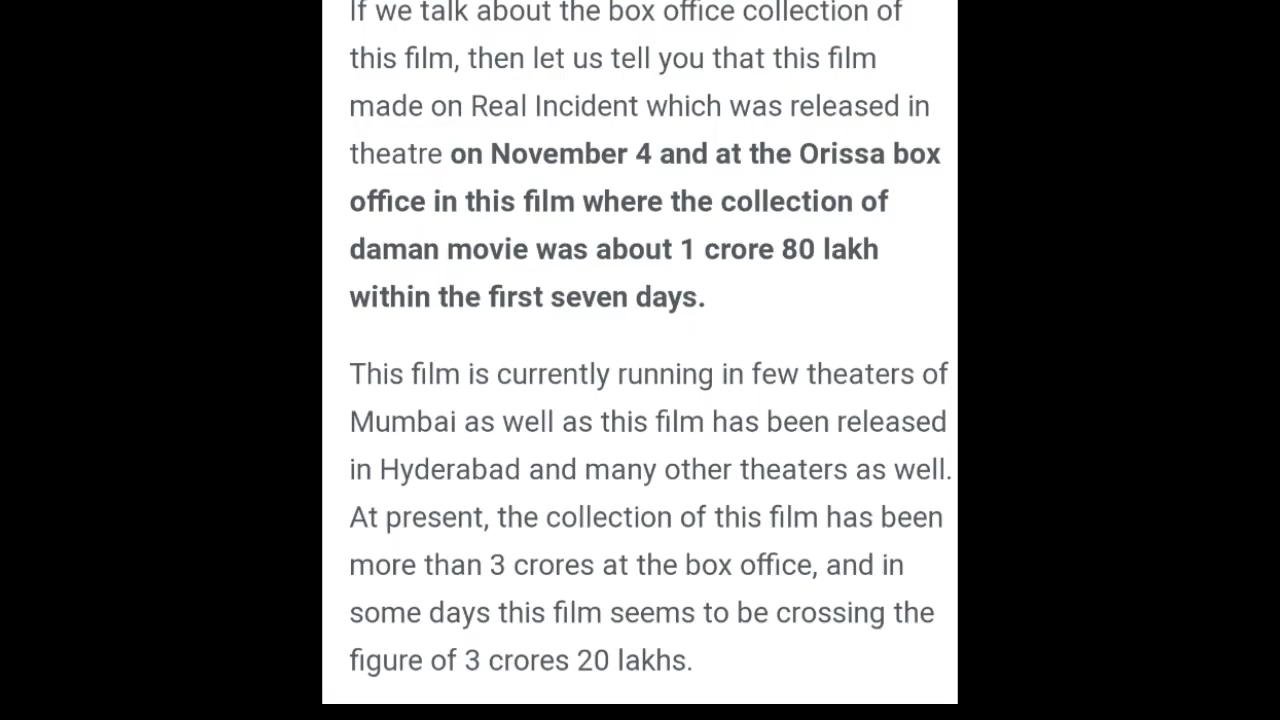 If we talk about the box office collection of
this film, then let us tell you that this film
made on Real Incident which was released in
theatre on November 4 and at the Orissa box
office in this film where the collection of
daman movie was about 1 crore 80 lakh
within the first seven days.
This film is currently running in few theaters of
Mumbai as well as this film has been released
in Hyderabad and many other theaters as well.
At present, the collection of this film has been
more than 3 crores at the box office, and in
some days this film seems to be crossing the
figure of 3 crores 20 lakhs.